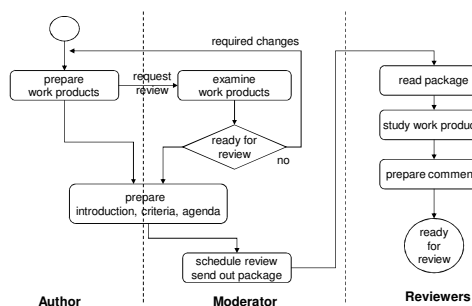 required changes
prepare
work products
request
review
examine
work products
ready for
review
no
prepare
introduction, criteria, agenda
schedule review
send out package
read package
study work produc
prepare commen
ready
for
review
Author
Moderator
Reviewers